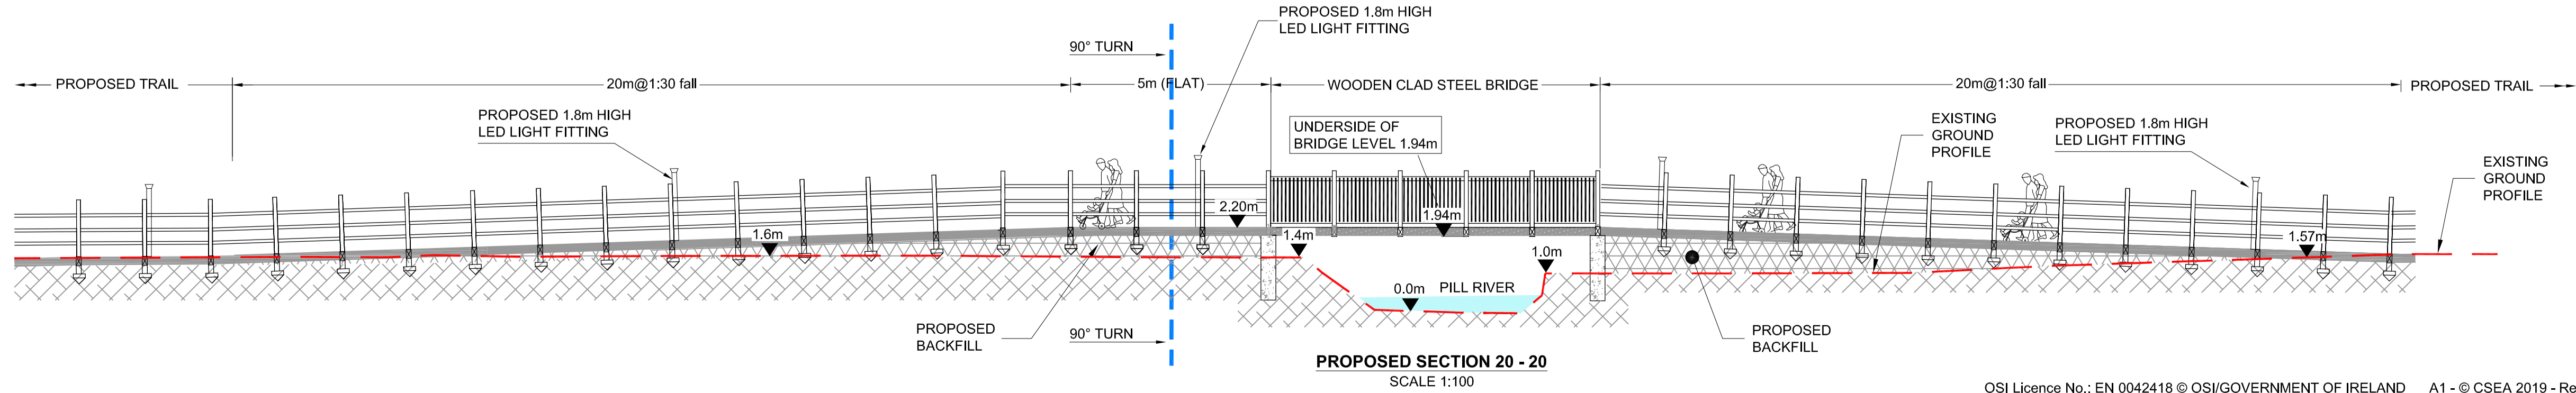 PROPOSED 1.8m HIGH
LED LIGHT FITTING
90° TURN
PROPOSED TRAIL
20m@1:30 fall
5m (FLAT)
WOODEN CLAD STEEL BRIDGE
20m@1:30 fall
PROPOSED TRAIL
PROPOSED 1.8m HIGH
LED LIGHT FITTING
UNDERSIDE OF
BRIDGE LEVEL 1.94m
EXISTING
GROUND
PROFILE
PROPOSED 1.8m HIGH
LED LIGHT FITTING
EXISTING
GROUND
PROFILE
2.20m
1.94m
1.6m
1.4m
1.0m
1.57m
0.0m
PILL RIVER
PROPOSED
BACKFILL
90° TURN
PROPOSED
BACKFILL
PROPOSED SECTION 20 - 20
SCALE 1:100
OSI Licence No.: EN 0042418 © OSI/GOVERNMENT OF IRELAND A1 - © CSEA 2019 - Re